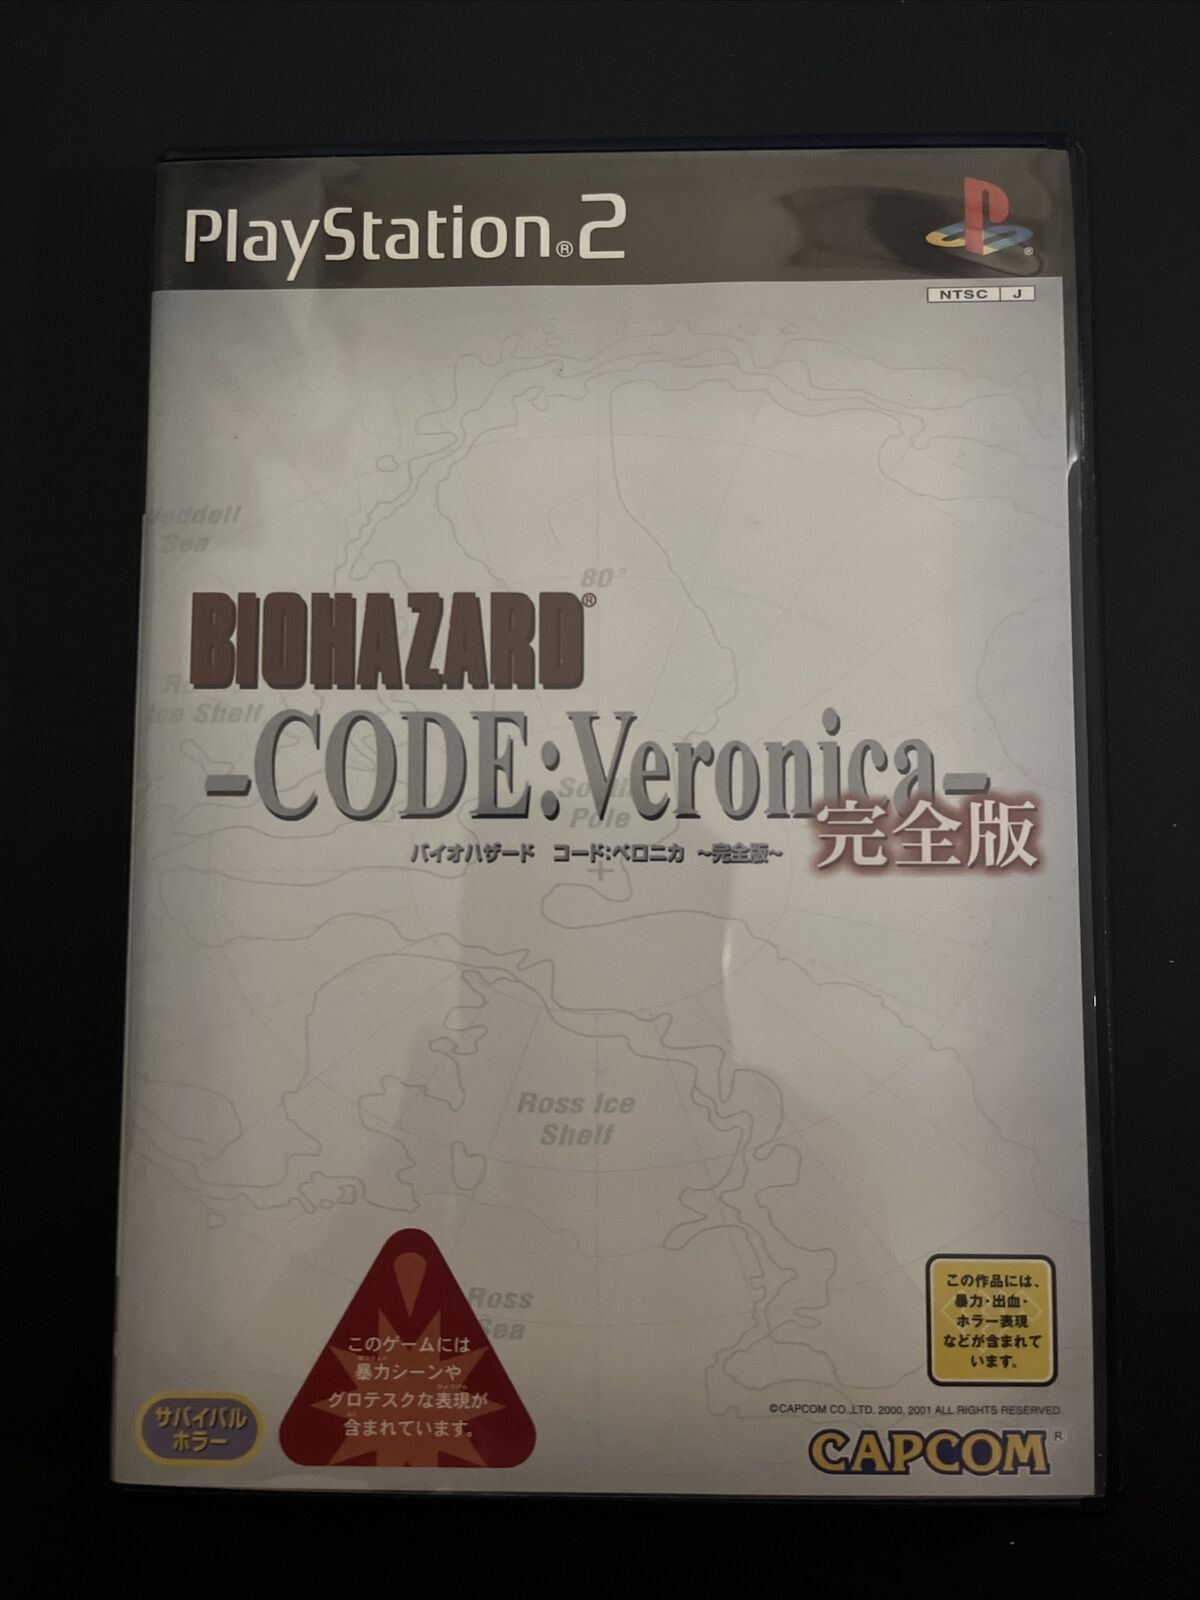 PlayStation®2
®
NTSC J
Weddell
Sea
80°
BIOHAZARD®
Ice Shelf
-CODE:Veronica-
South
Pole
完全版
バイオハザード コード:ベロニカ ～完全版～
Ross Ice
Shelf
Ross
Sea
このゲームには
暴力シーンや
グロテスクな表現が
含まれています。
この作品には、
暴力・出血・
ホラー表現
などが含まれて
います。
サバイバル
ホラー
©CAPCOM CO.,LTD. 2000, 2001 ALL RIGHTS RESERVED.
CAPCOM®